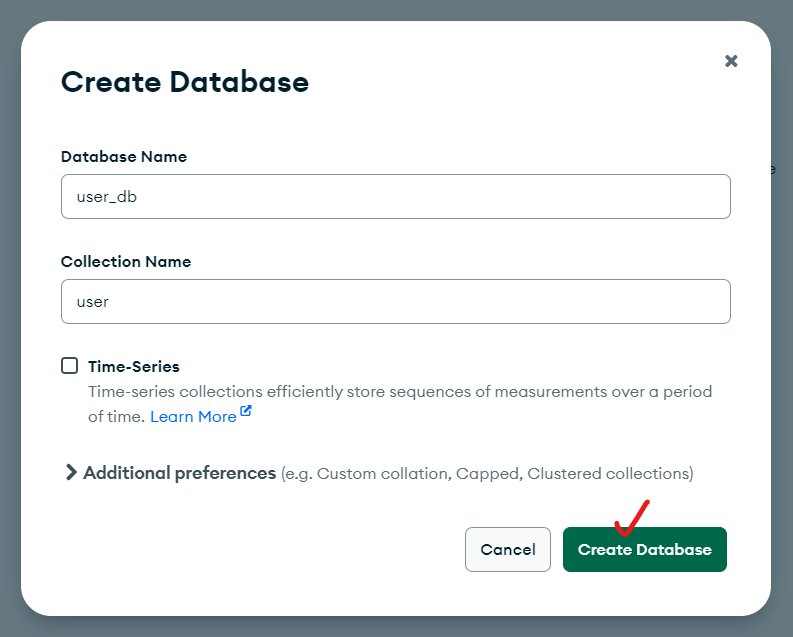 Create Database
Database Name
user_db
Collection Name
user
Time-Series
Time-series collections efficiently store sequences of measurements over a period
of time. Learn More
Additional preferences (e.g. Custom collation, Capped, Clustered collections)
Cancel
Create Database